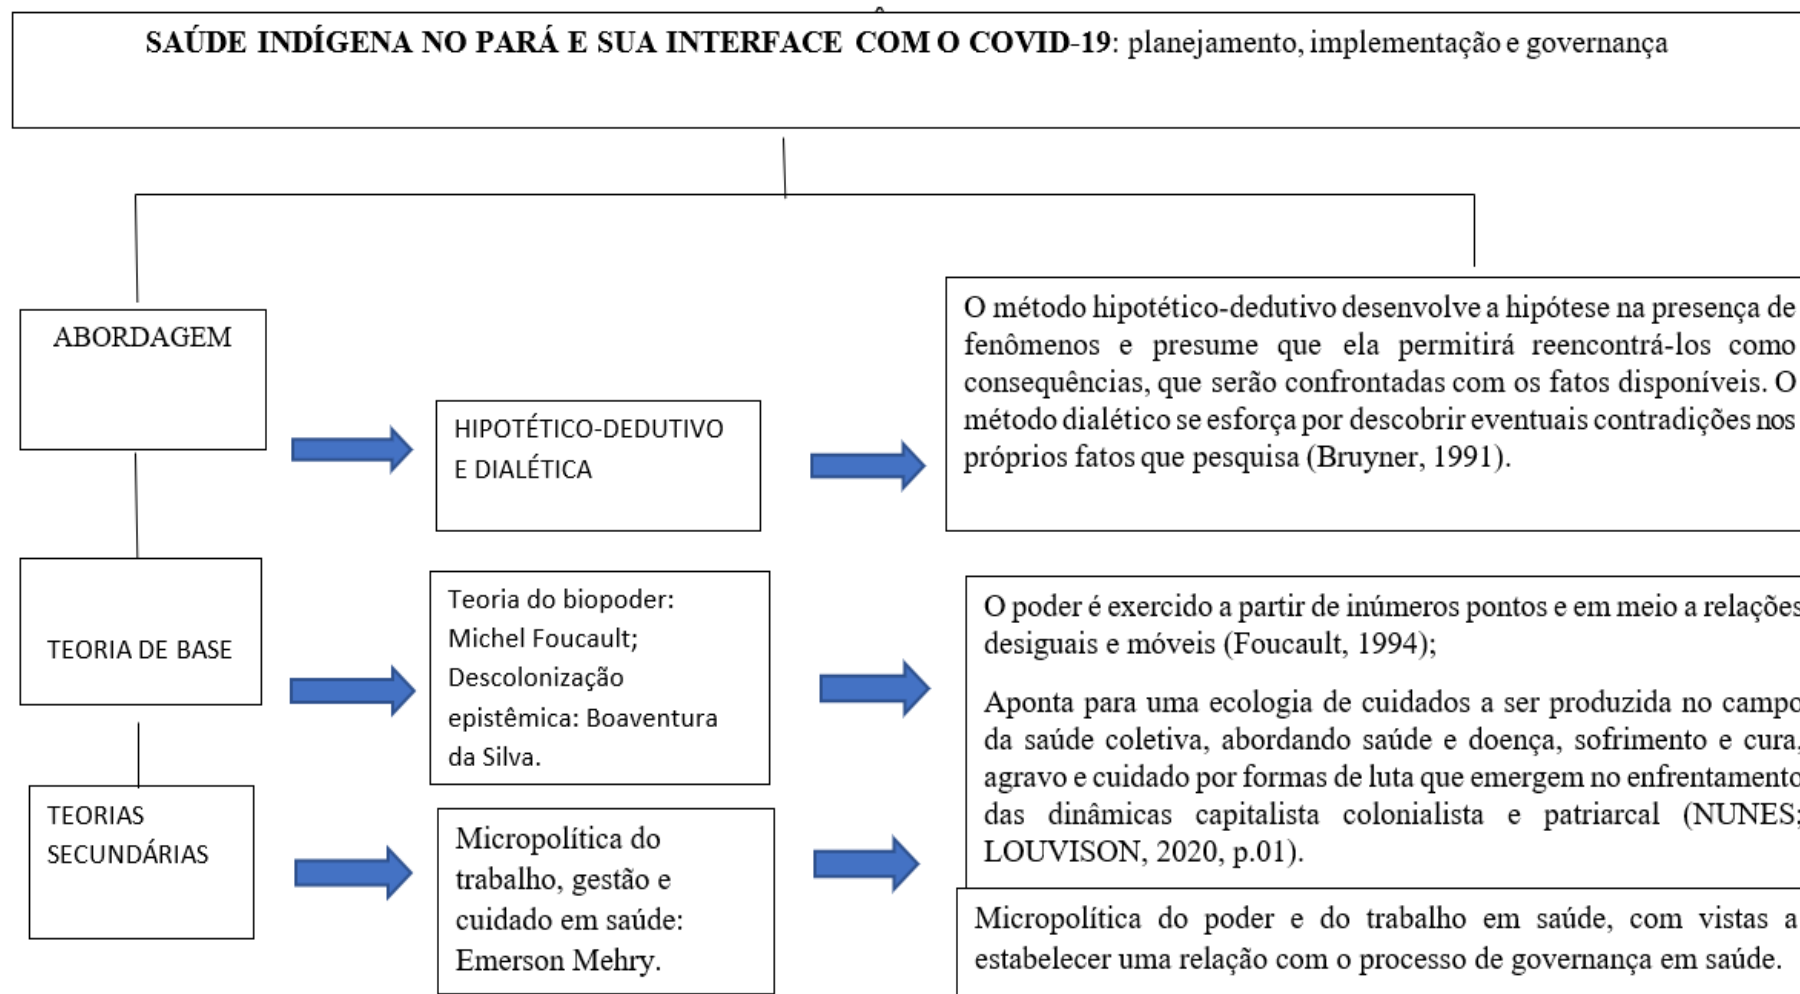 SAÚDE INDÍGENA NO PARÁ E SUA INTERFACE COM O COVID-19: planejamento, implementação e governança
ABORDAGEM
HIPOTÉTICO-DEDUTIVO
E DIALÉTICA
O método hipotético-dedutivo desenvolve a hipótese na presença de
fenômenos e presume que ela permitirá reencontrá-los como
consequências, que serão confrontadas com os fatos disponíveis. O
método dialético se esforça por descobrir eventuais contradições nos
próprios fatos que pesquisa (Bruyner, 1991).
TEORIA DE BASE
Teoria do biopoder:
Michel Foucault;
Descolonização
epistêmica: Boaventura
da Silva.
O poder é exercido a partir de inúmeros pontos e em meio a relações
desiguais e móveis (Foucault, 1994);
Aponta para uma ecologia de cuidados a ser produzida no campo
da saúde coletiva, abordando saúde e doença, sofrimento e cura,
agravo e cuidado por formas de luta que emergem no enfrentamento
das dinâmicas capitalista colonialista e patriarcal (NUNES;
LOUVISON, 2020, p.01).
TEORIAS
SECUNDÁRIAS
Micropolítica do
trabalho, gestão e
cuidado em saúde:
Emerson Mehry.
Micropolítica do poder e do trabalho em saúde, com vistas a
estabelecer uma relação com o processo de governança em saúde.